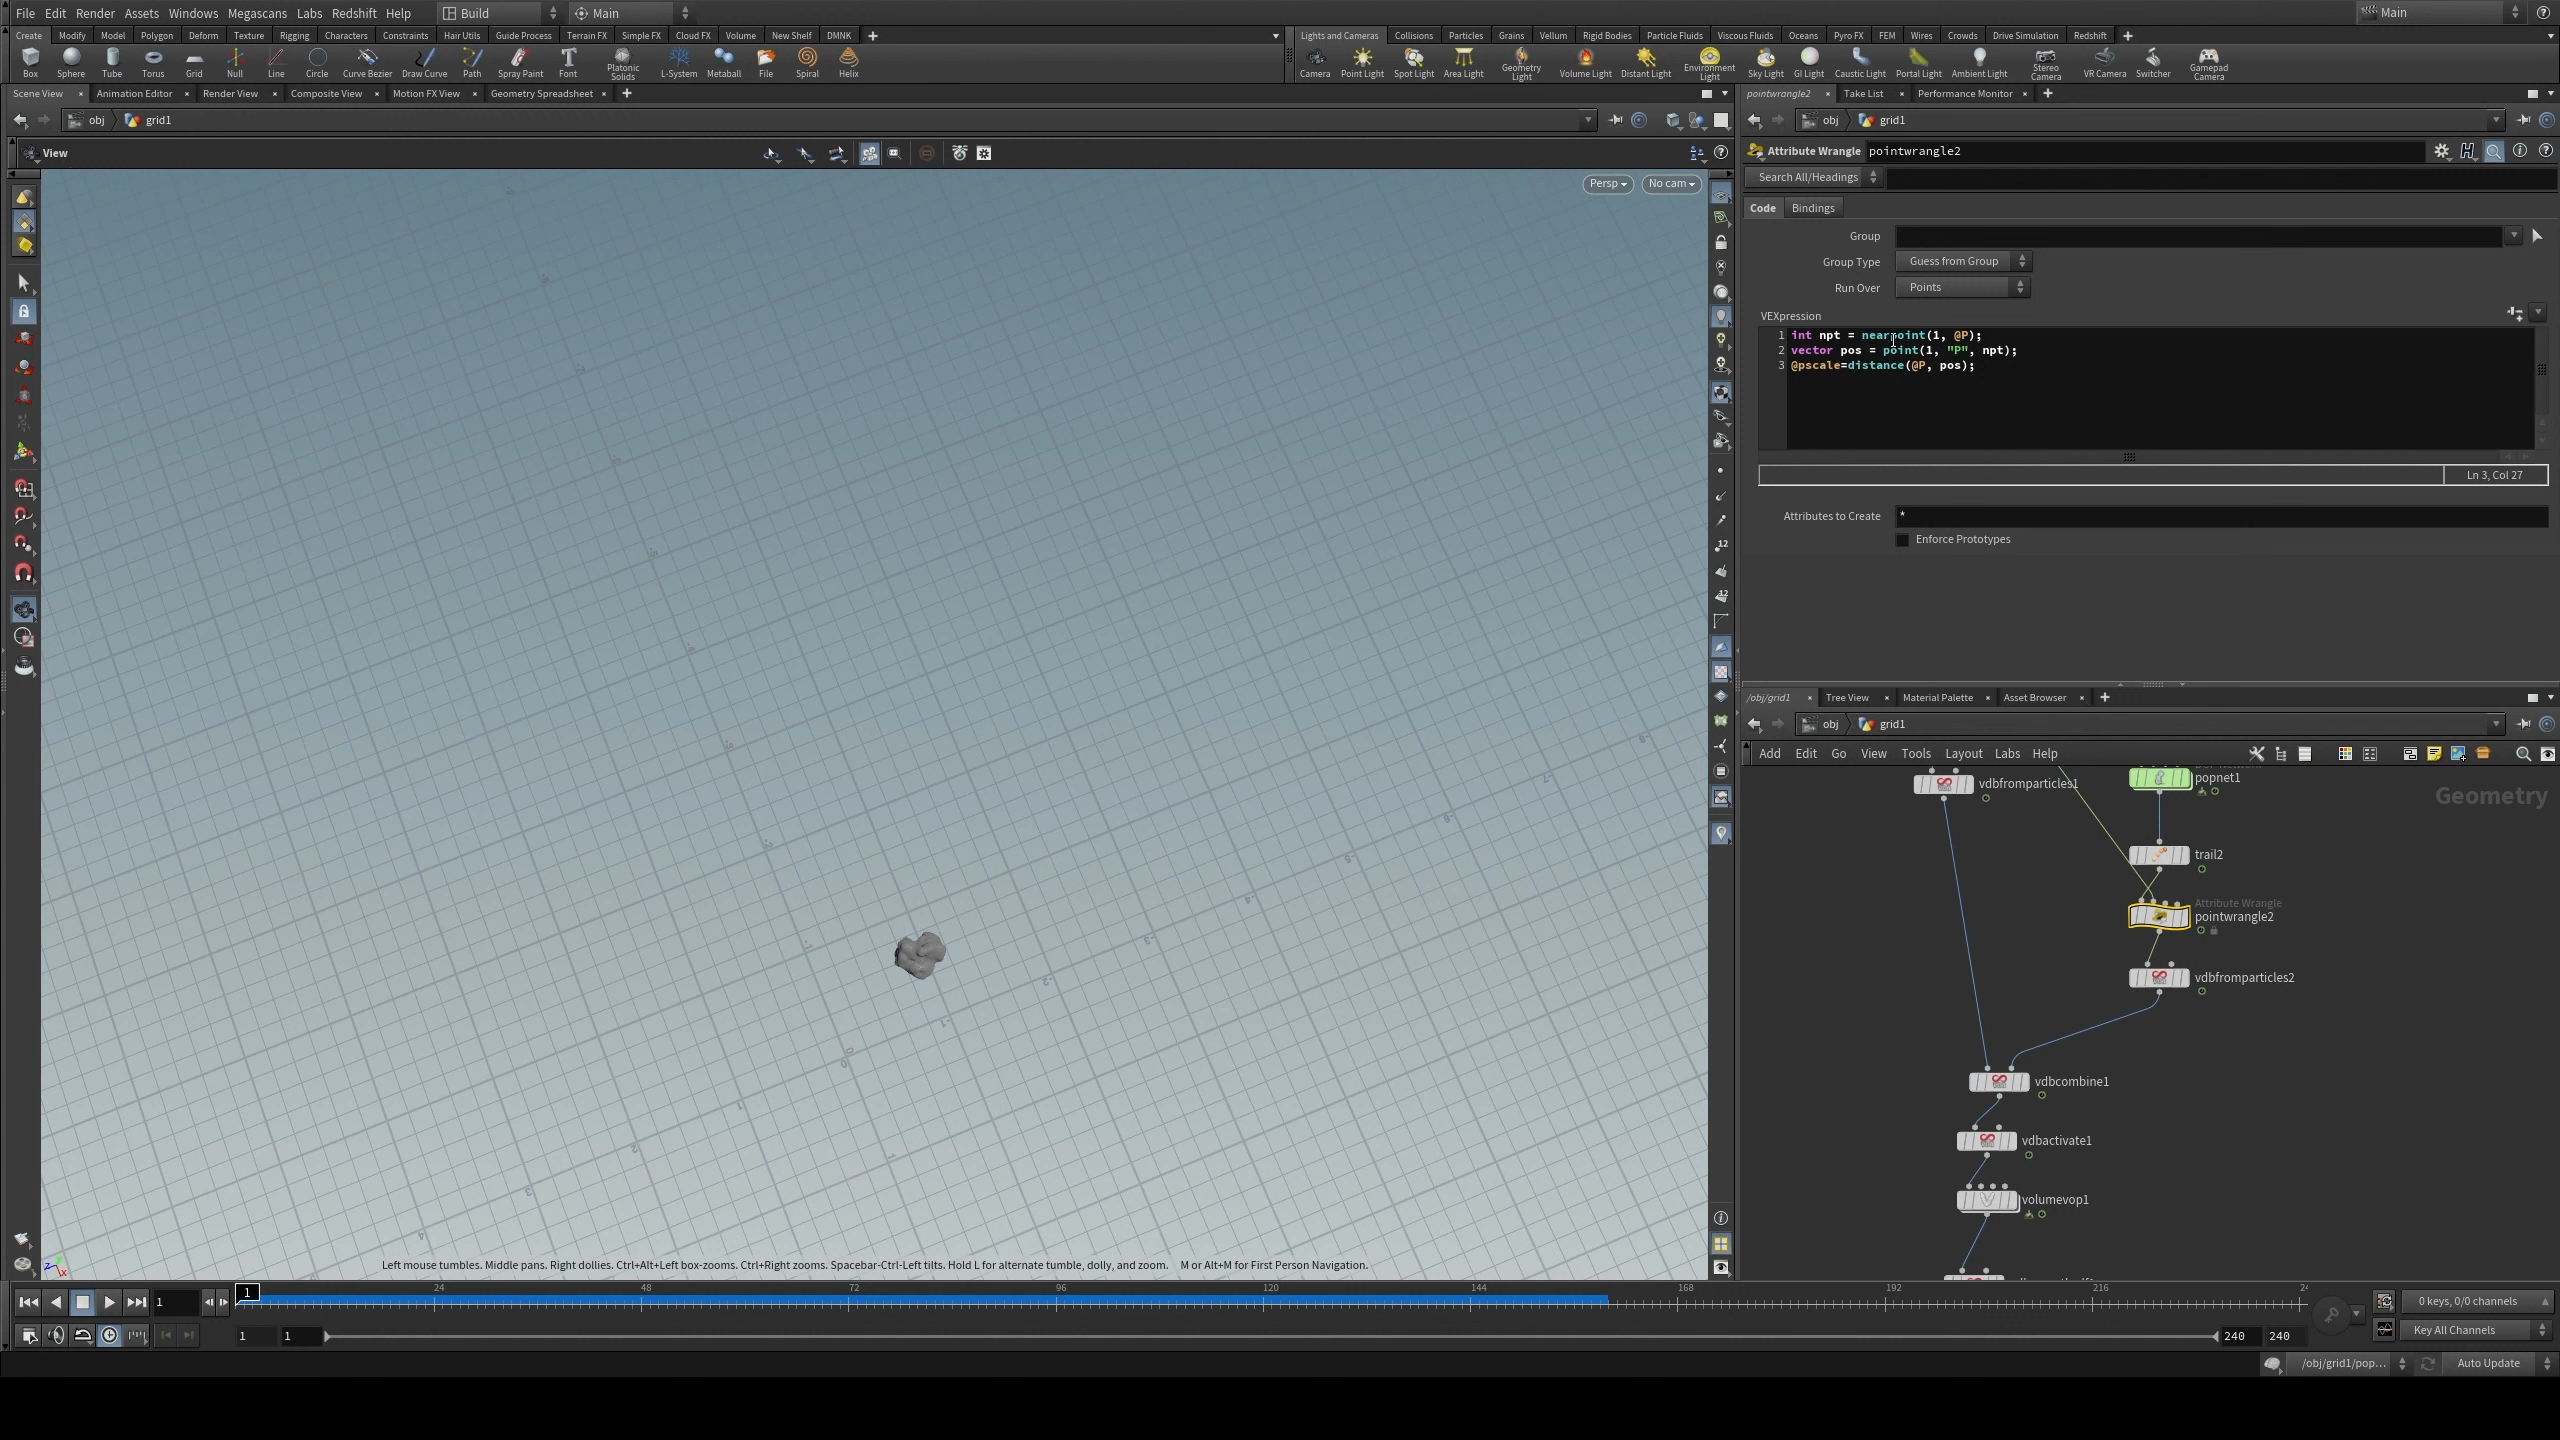 File Edit Render Assets Windows Megascans Labs Redshift Help Build Main Main
Create Modify Model Polygon Deform Texture Rigging Characters Constraints Hair Utils Guide Process Terrain FX Simple FX Cloud FX Volume New Shelf DMNK
Lights and Cameras Collisions Particles Grains Vellum Rigid Bodies Particle Fluids Viscous Fluids Oceans Pyro FX FEM Wires Crowds Drive Simulation Redshift
Box Sphere Tube Torus Grid Null Line Circle Curve Bezier Draw Curve Path Spray Paint Font Platonic Solids L-System Metaball File Spiral Helix
Camera Point Light Spot Light Area Light Geometry Light Volume Light Distant Light Environment Light Sky Light GI Light Caustic Light Portal Light Ambient Light Stereo Camera VR Camera Switcher Gamepad Camera
Scene View Animation Editor Render View Composite View Motion FX View Geometry Spreadsheet
obj grid1
View
Persp No cam
Left mouse tumbles. Middle pans. Right dollies. Ctrl+Alt+Left box-zooms. Ctrl+Right zooms. Spacebar-Ctrl-Left tilts. Hold L for alternate tumble, dolly, and zoom. M or Alt+M for First Person Navigation.
pointwrangle2 Take List Performance Monitor
obj grid1
Attribute Wrangle pointwrangle2
Search All/Headings
Code Bindings
Group
Group Type Guess from Group
Run Over Points
VEXpression
1 int npt = nearpoint(1, @P);
2 vector pos = point(1, "P", npt);
3 @pscale=distance(@P, pos);
Ln 3, Col 27
Attributes to Create *
Enforce Prototypes
/obj/grid1 Tree View Material Palette Asset Browser
obj grid1
Add Edit Go View Tools Layout Labs Help
Geometry
vdbfromparticles1
popnet1
trail2
Attribute Wrangle
pointwrangle2
vdbfromparticles2
vdbcombine1
vdbactivate1
volumevop1
1 1 24 48 72 96 120 144 168 192 216
0 keys, 0/0 channels
1 1 240 240
Key All Channels
/obj/grid1/pop... Auto Update